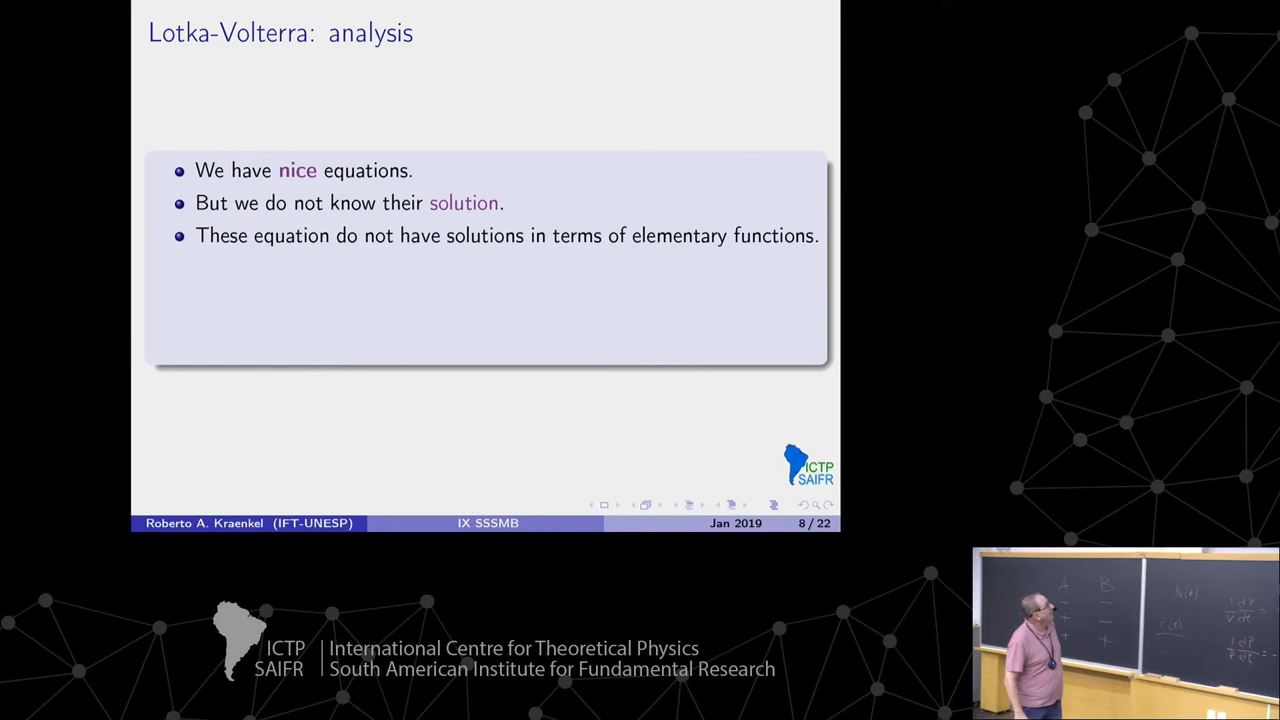 Lotka-Volterra: analysis
We have nice equations.
But we do not know their solution.
These equation do not have solutions in terms of elementary functions.
ICTP
SAIFR
Roberto A. Kraenkel (IFT-UNESP) IX SSSMB Jan 2019 8 / 22
A B
N(t)
P(t)
ICTP International Centre for Theoretical Physics
SAIFR South American Institute for Fundamental Research